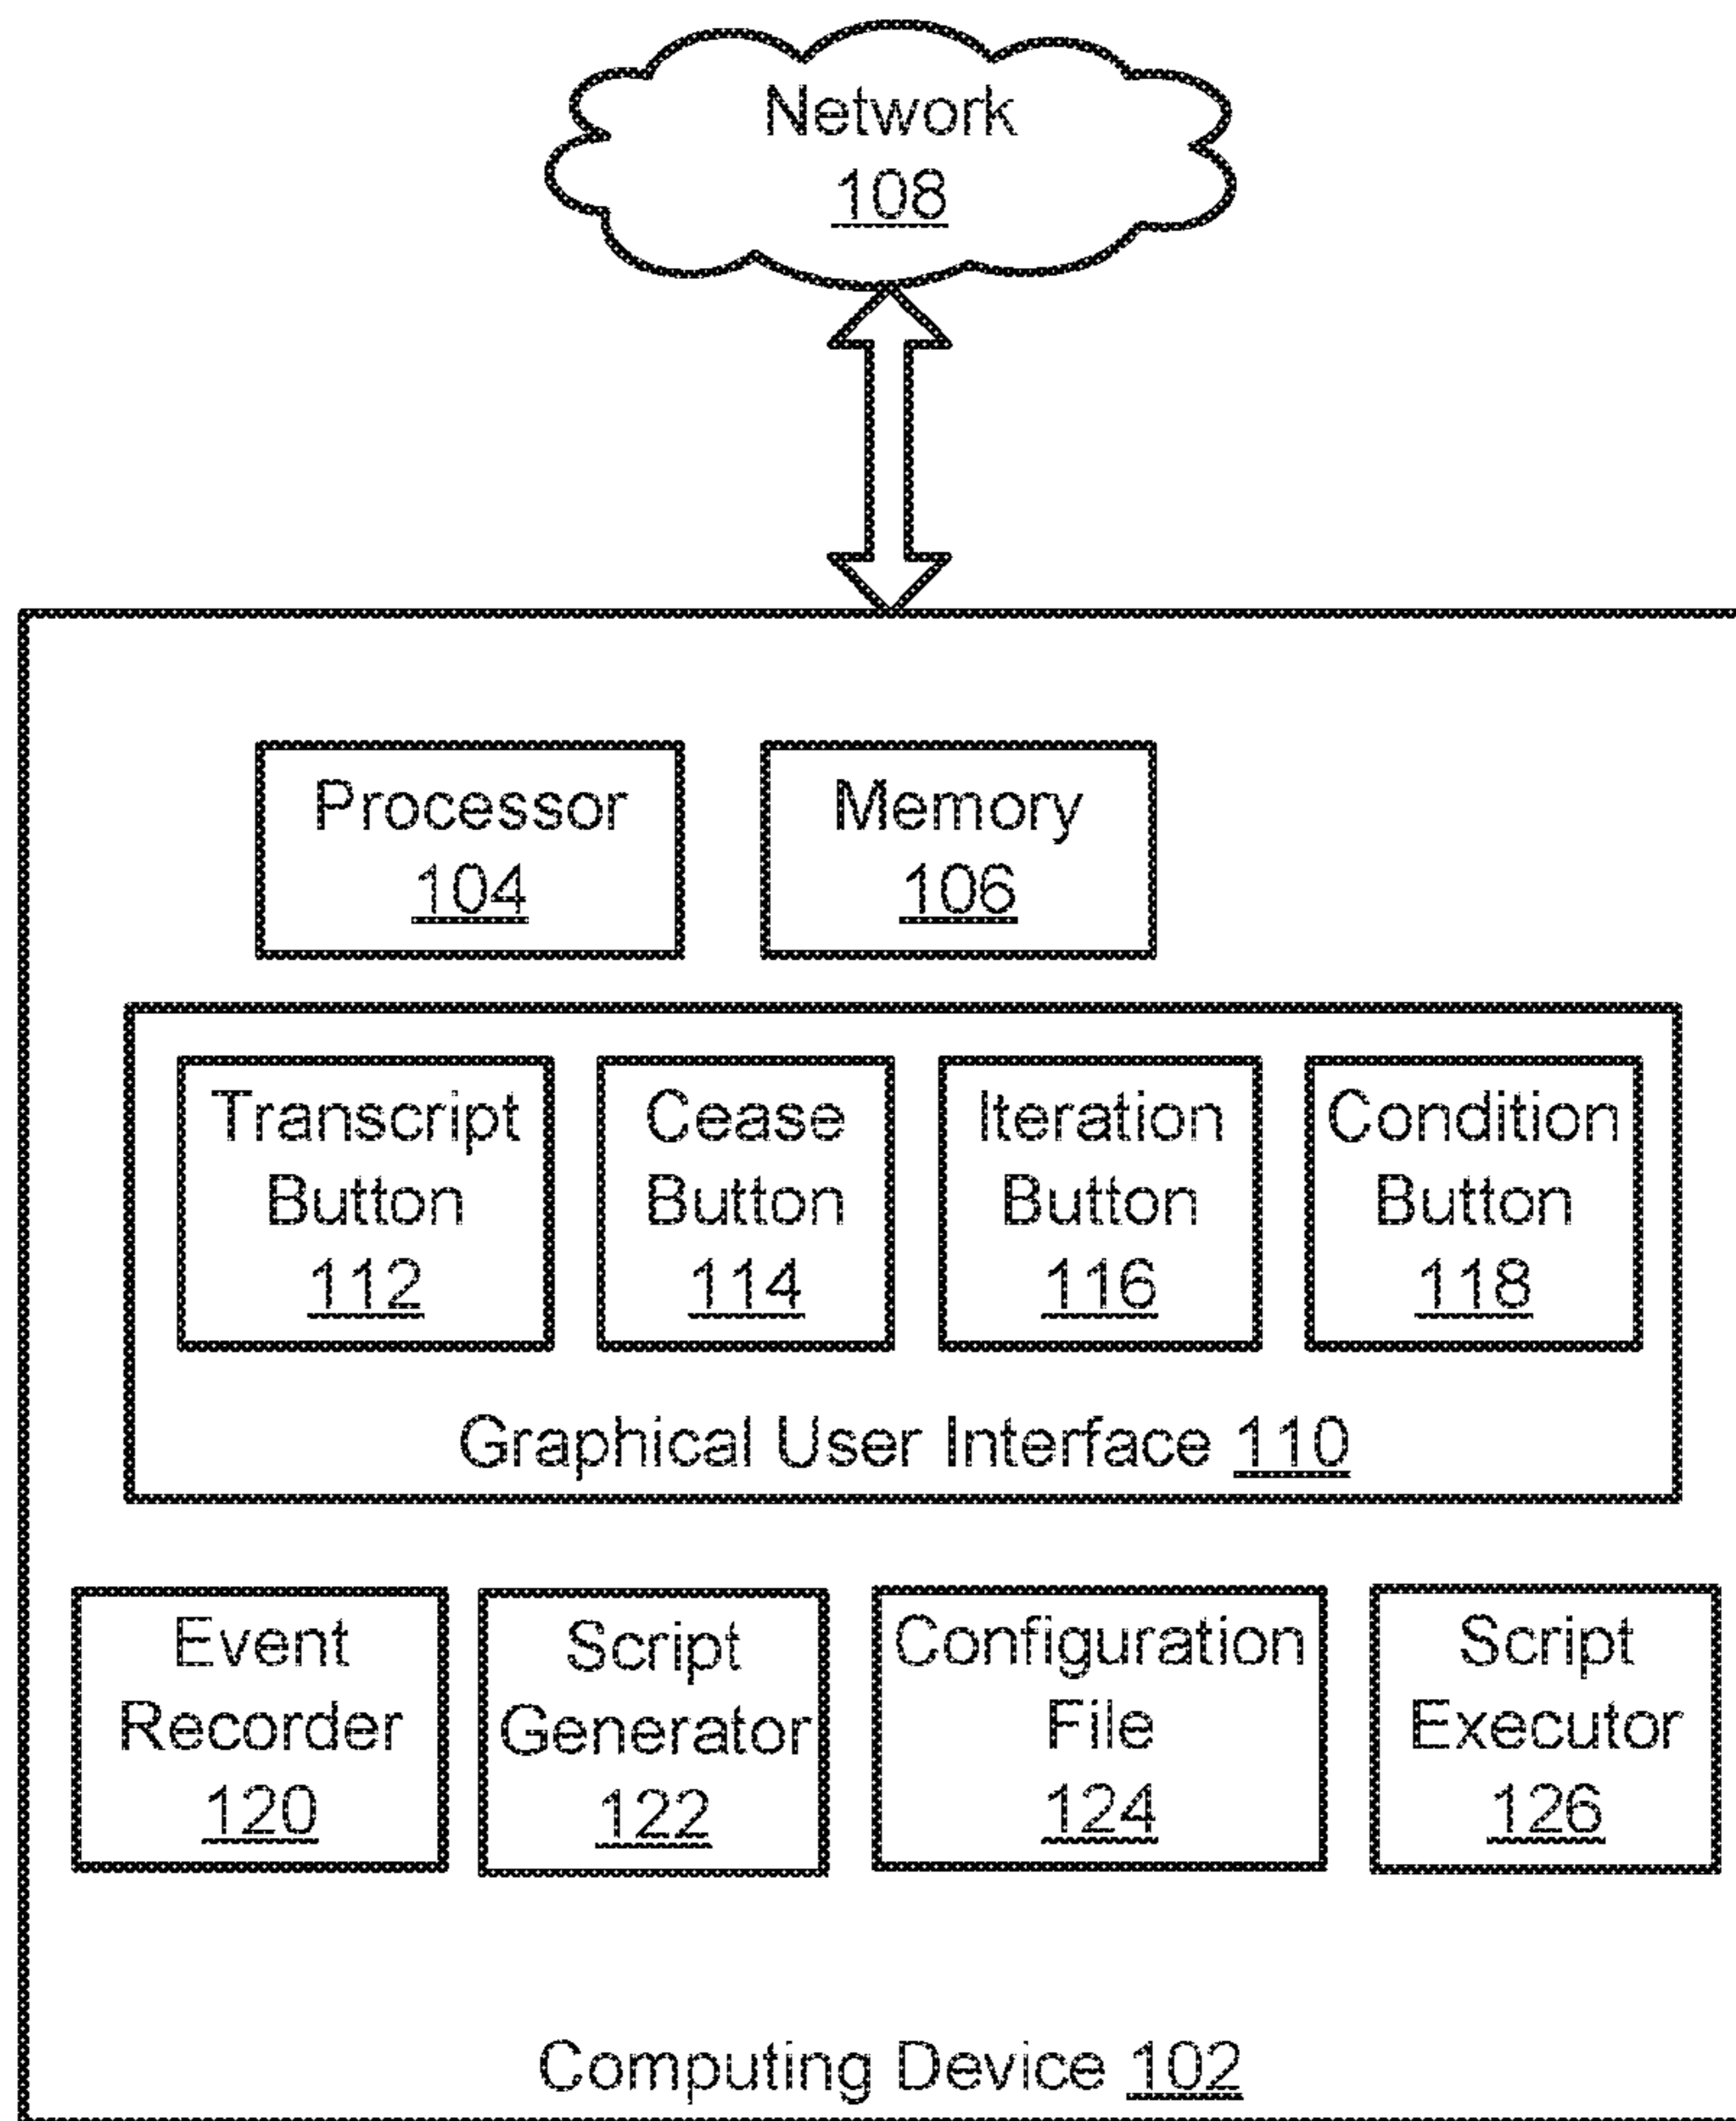 Network
108
Processor
104
Memory
106
Transcript
Button
112
Cease
Button
114
Iteration
Button
116
Condition
Button
118
Graphical User Interface 110
Event
Recorder
120
Script
Generator
122
Configuration
File
124
Script
Executor
126
Computing Device 102